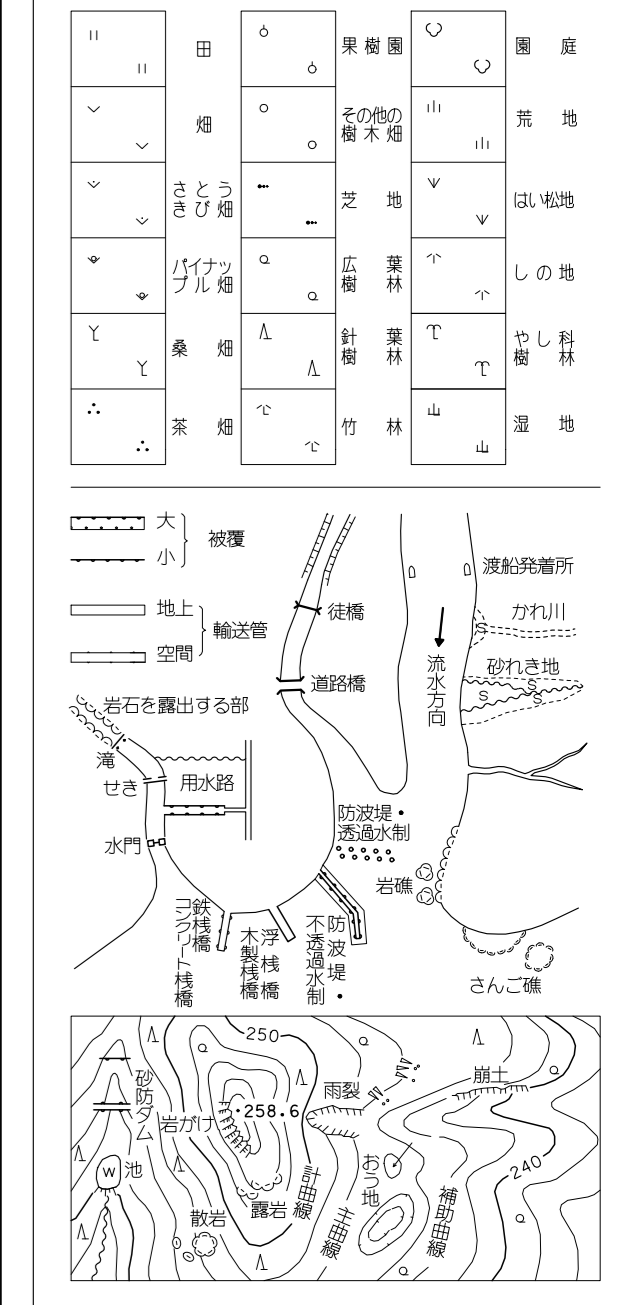 田
果樹園
園庭
畑
その他の
樹木畑
荒地
さとう
きび畑
芝地
はい松地
パイナッ
プル畑
広葉
樹林
しの地
桑畑
針葉
樹林
やし科
樹林
茶畑
竹林
湿地
大
小
被覆
地上
空間
輸送管
渡船発着所
かれ川
徒橋
砂れき地
S
S
S
道路橋
流水方向
岩石を露出する部
滝
せき
用水路
水門
防波堤・
透過水制
岩礁
鉄桟橋
コンクリート桟橋
浮桟橋
木製桟橋
防波堤・
不透過水制
さんご礁
250
砂防ダム
岩がけ
258.6
雨裂
崩土
W
池
計曲線
主曲線
おう地
補助曲線
240
散岩
露岩